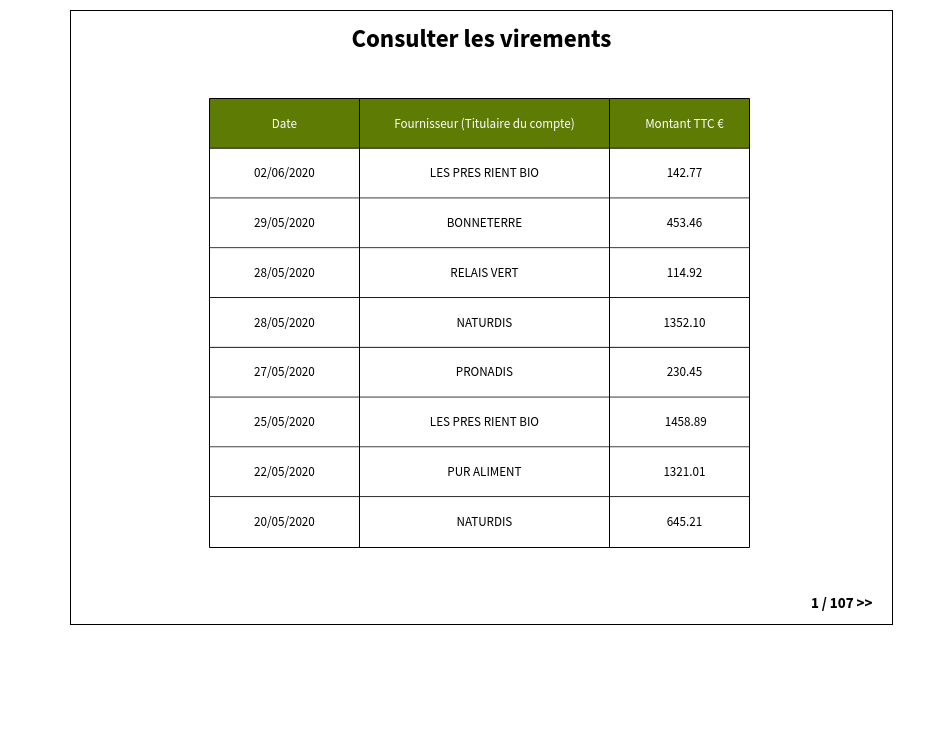 Consulter les virements
Date Fournisseur (Titulaire du compte) Montant TTC €
02/06/2020 LES PRES RIENT BIO 142.77
29/05/2020 BONNETERRE 453.46
28/05/2020 RELAIS VERT 114.92
28/05/2020 NATURDIS 1352.10
27/05/2020 PRONADIS 230.45
25/05/2020 LES PRES RIENT BIO 1458.89
22/05/2020 PUR ALIMENT 1321.01
20/05/2020 NATURDIS 645.21
1 / 107 >>